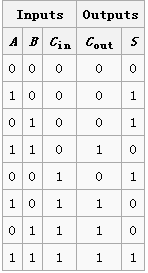 Inputs Outputs
A B Cin Cout S
0 0 0 0 0
1 0 0 0 1
0 1 0 0 1
1 1 0 1 0
0 0 1 0 1
1 0 1 1 0
0 1 1 1 0
1 1 1 1 1